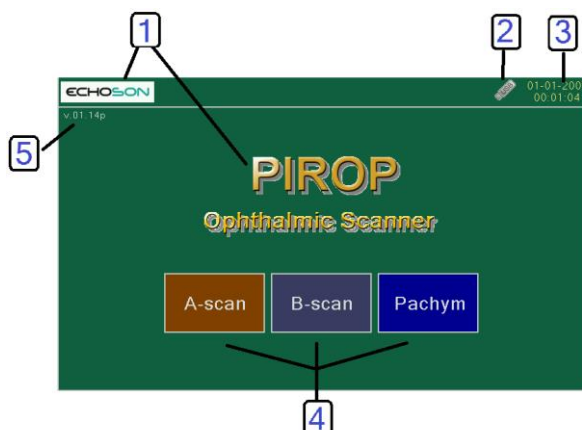 1
2
3
ECHOSON
01-01-200
00:01:04
v.01.14p
5
PIROP
Ophthalmic Scanner
A-scan
B-scan
Pachym
4